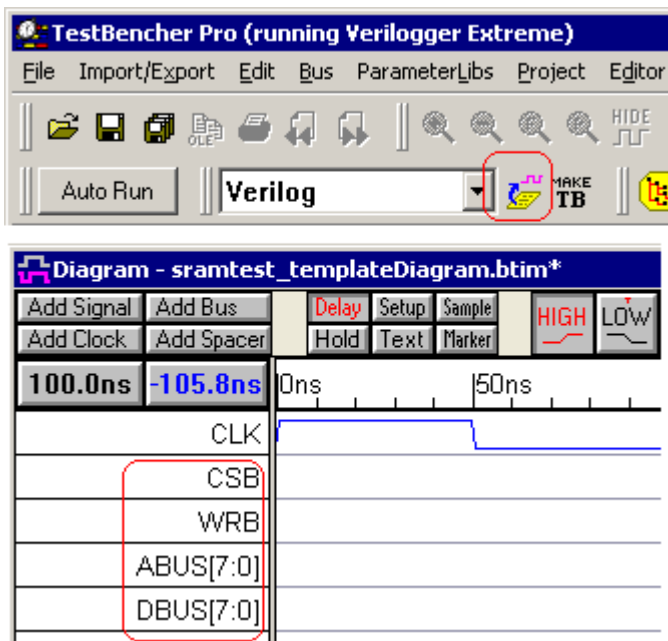 TestBencher Pro (running Verilogger Extreme)
File Import/Export Edit Bus ParameterLibs Project Editor
OLE HIDE
Auto Run Verilog MAKE TB
Diagram - sramtest_templateDiagram.btim*
Add Signal Add Bus Delay Setup Sample HIGH LOW
Add Clock Add Spacer Hold Text Marker
100.0ns -105.8ns 0ns 50ns
CLK
CSB
WRB
ABUS[7:0]
DBUS[7:0]